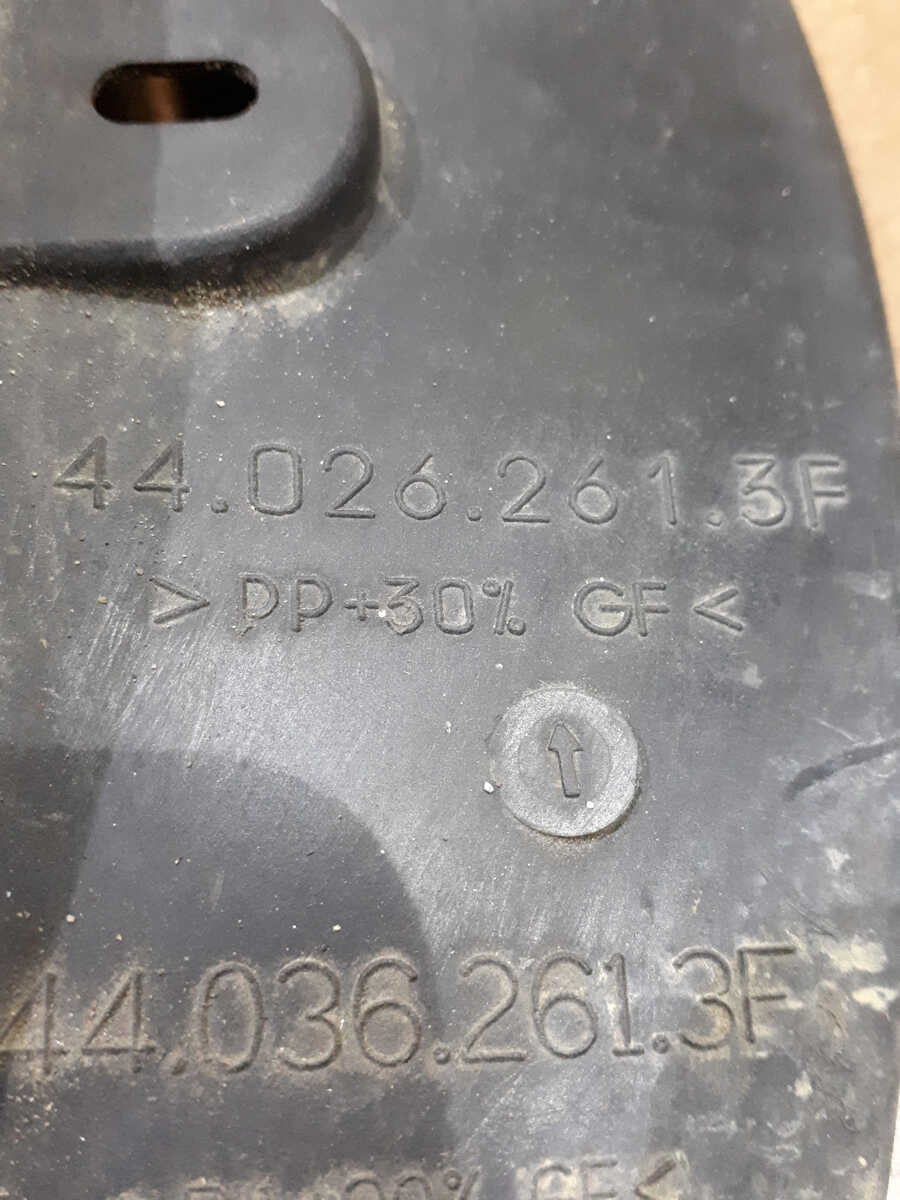 44.026.261.3F
> PP+30% GF <
44.036.261.3F